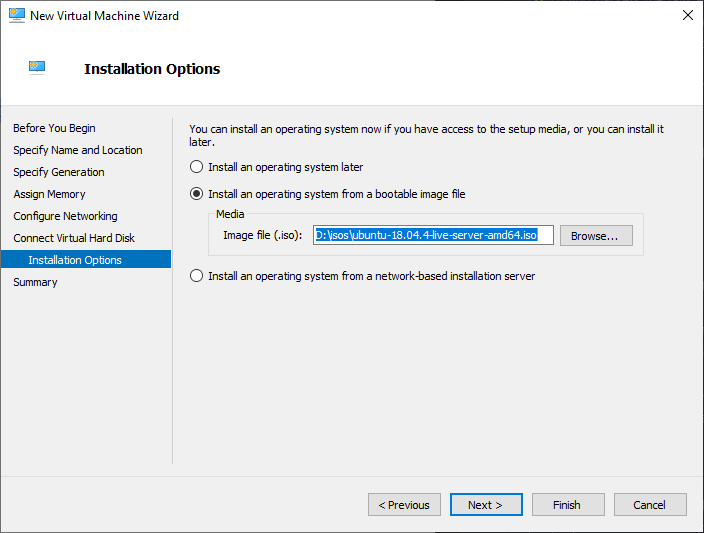 New Virtual Machine Wizard
Installation Options
Before You Begin
Specify Name and Location
Specify Generation
Assign Memory
Configure Networking
Connect Virtual Hard Disk
Installation Options
Summary
You can install an operating system now if you have access to the setup media, or you can install it
later.
Install an operating system later
Install an operating system from a bootable image file
Media
Image file (.iso): D:\isos\ubuntu-18.04.4-live-server-amd64.iso Browse...
Install an operating system from a network-based installation server
< Previous Next > Finish Cancel